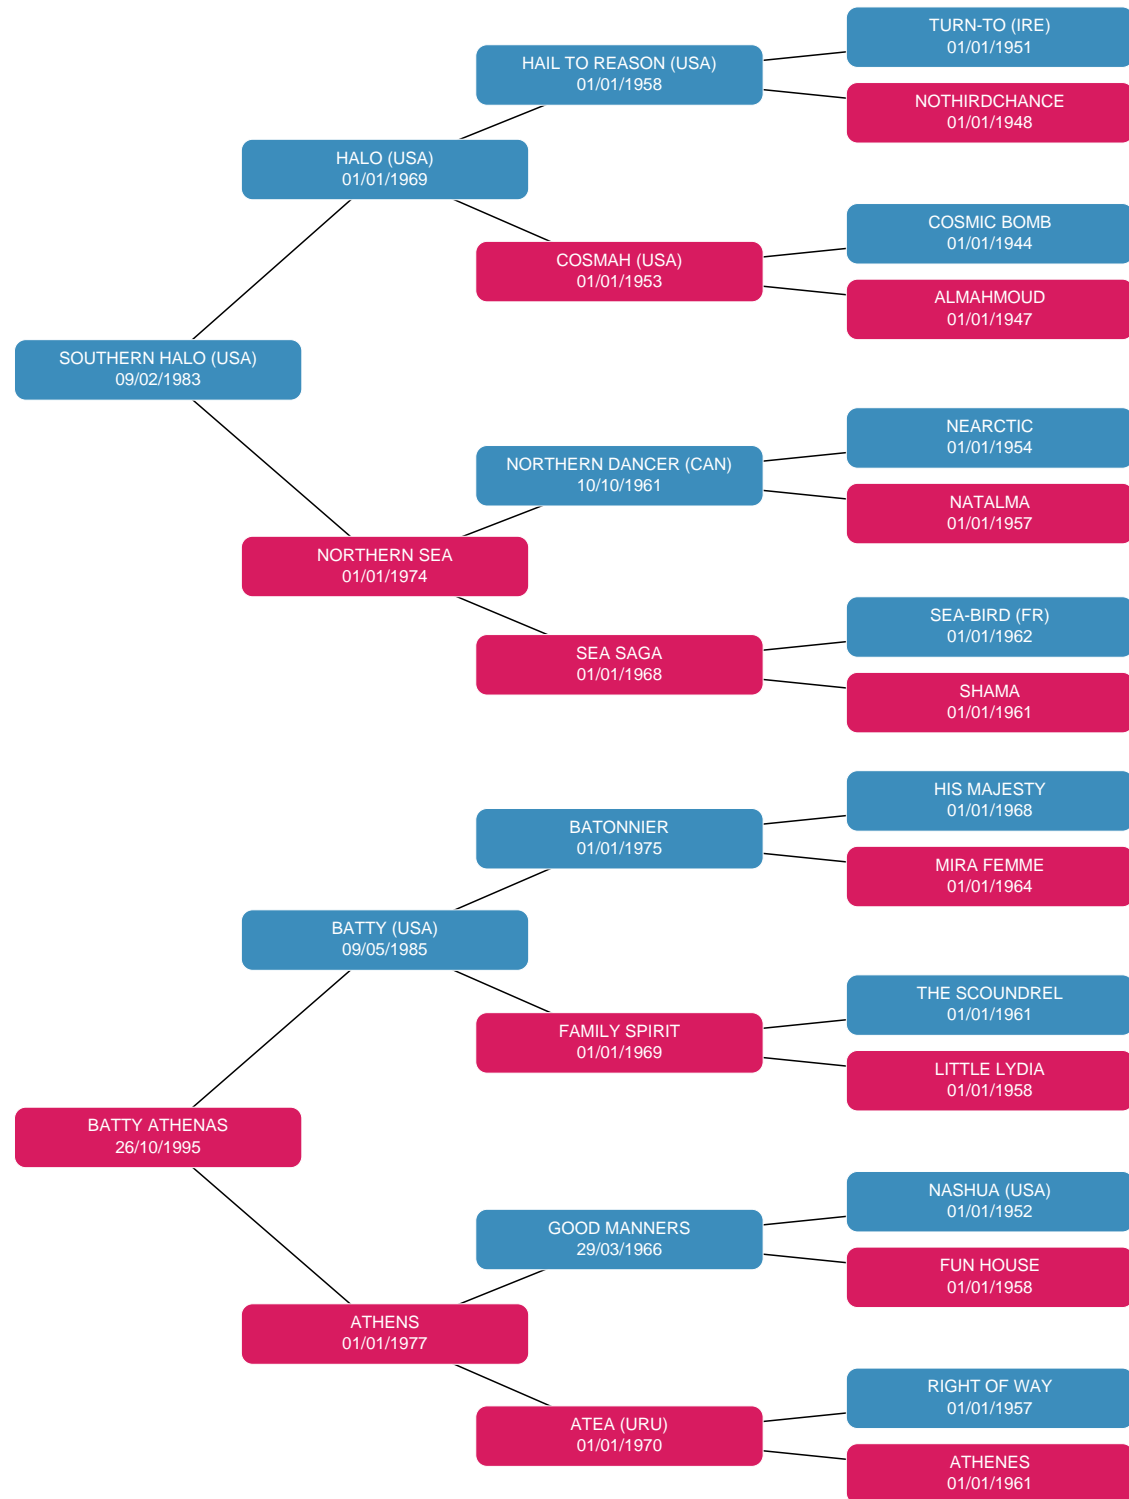 TURN-TO (IRE)
01/01/1951
HAIL TO REASON (USA)
01/01/1958
NOTHIRDCHANCE
01/01/1948
HALO (USA)
01/01/1969
COSMIC BOMB
01/01/1944
COSMAH (USA)
01/01/1953
ALMAHMOUD
01/01/1947
SOUTHERN HALO (USA)
09/02/1983
NEARCTIC
01/01/1954
NORTHERN DANCER (CAN)
10/10/1961
NATALMA
01/01/1957
NORTHERN SEA
01/01/1974
SEA-BIRD (FR)
01/01/1962
SEA SAGA
01/01/1968
SHAMA
01/01/1961
HIS MAJESTY
01/01/1968
BATONNIER
01/01/1975
MIRA FEMME
01/01/1964
BATTY (USA)
09/05/1985
THE SCOUNDREL
01/01/1961
FAMILY SPIRIT
01/01/1969
LITTLE LYDIA
01/01/1958
BATTY ATHENAS
26/10/1995
NASHUA (USA)
01/01/1952
GOOD MANNERS
29/03/1966
FUN HOUSE
01/01/1958
ATHENS
01/01/1977
RIGHT OF WAY
01/01/1957
ATEA (URU)
01/01/1970
ATHENES
01/01/1961